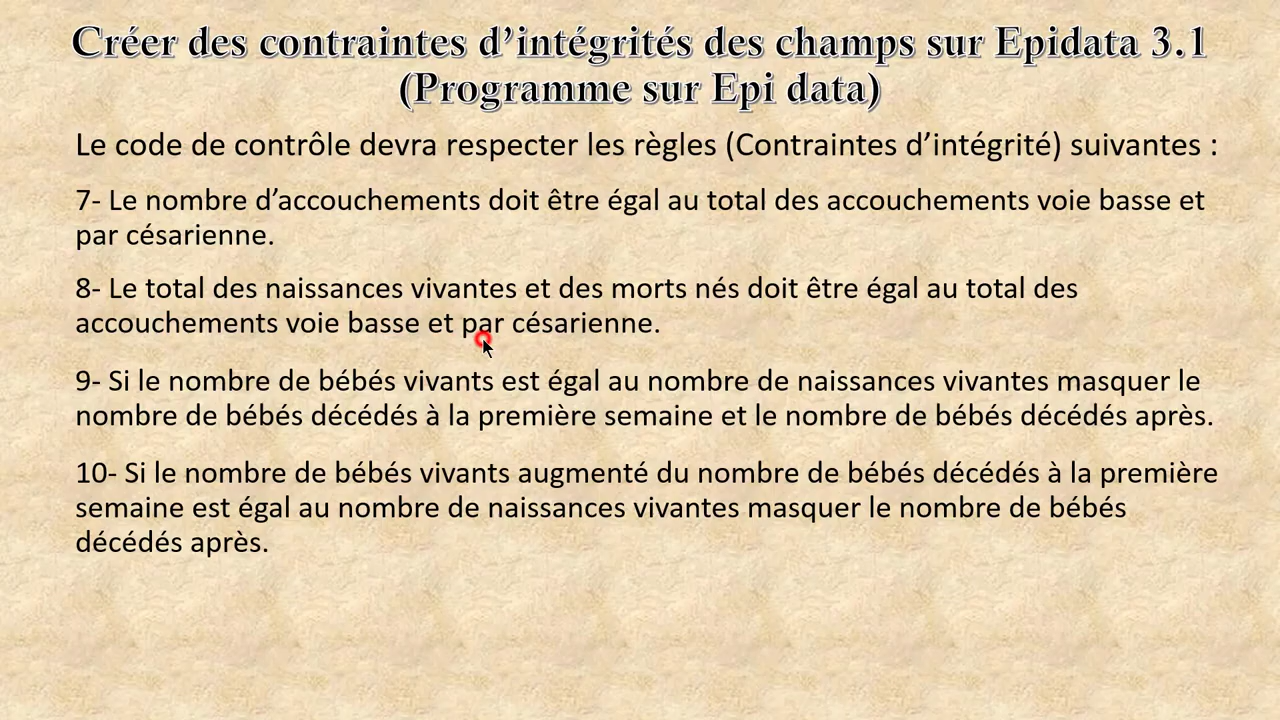 Créer des contraintes d’intégrités des champs sur Epidata 3.1
(Programme sur Epi data)
Le code de contrôle devra respecter les règles (Contraintes d’intégrité) suivantes :
7- Le nombre d’accouchements doit être égal au total des accouchements voie basse et
par césarienne.
8- Le total des naissances vivantes et des morts nés doit être égal au total des
accouchements voie basse et par césarienne.
9- Si le nombre de bébés vivants est égal au nombre de naissances vivantes masquer le
nombre de bébés décédés à la première semaine et le nombre de bébés décédés après.
10- Si le nombre de bébés vivants augmenté du nombre de bébés décédés à la première
semaine est égal au nombre de naissances vivantes masquer le nombre de bébés
décédés après.